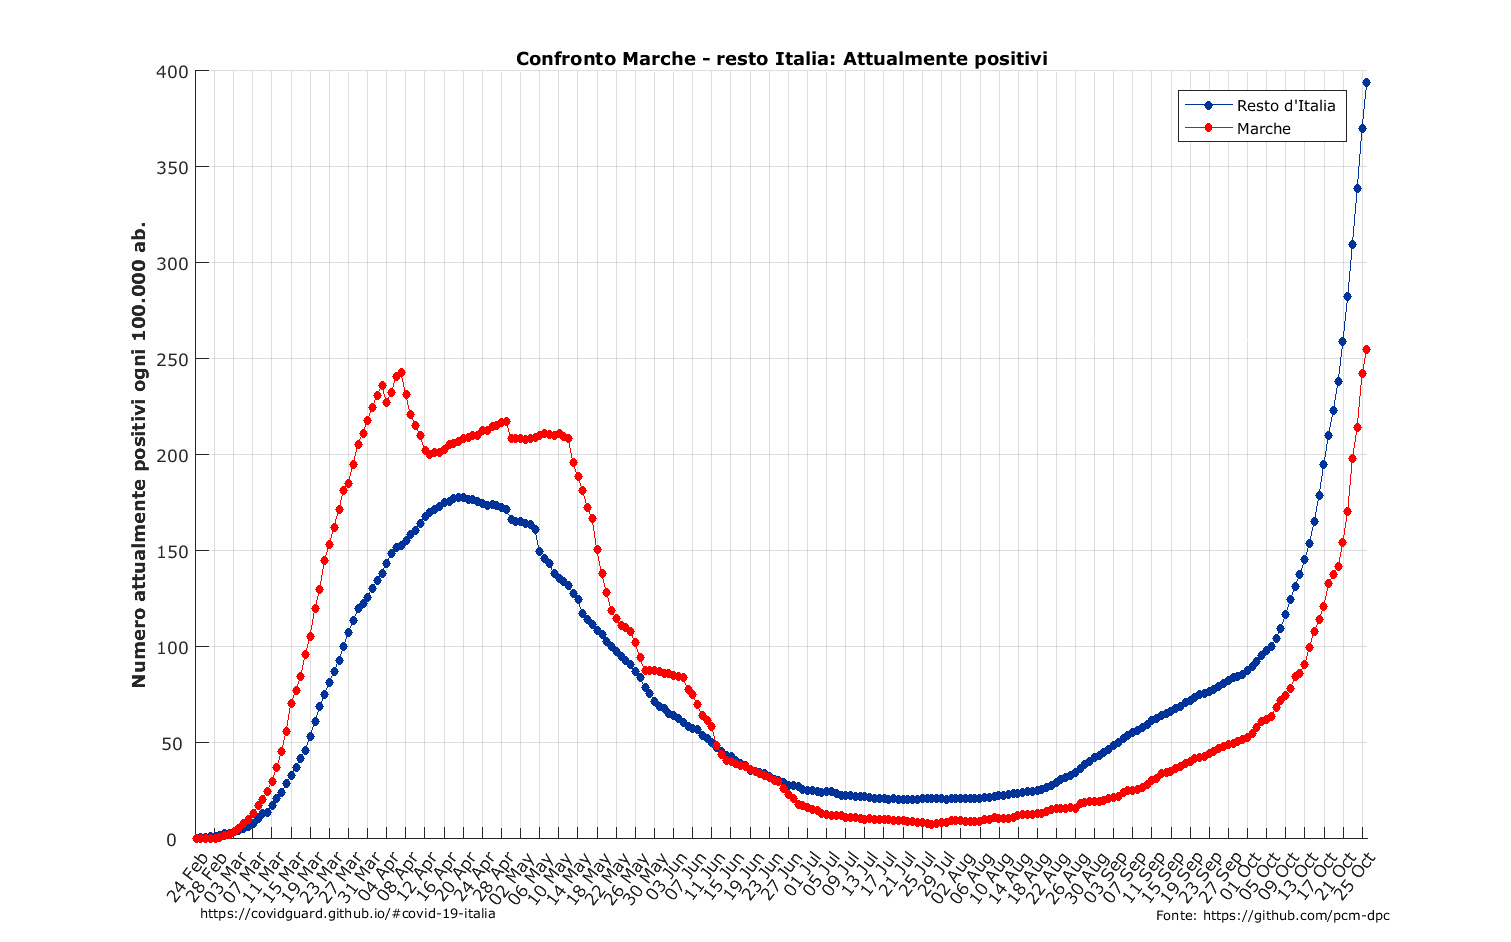 Confronto Marche - resto Italia: Attualmente positivi
Resto d'Italia
Marche
Numero attualmente positivi ogni 100.000 ab.
400
350
300
250
200
150
100
50
0
24 Feb
28 Feb
03 Mar
07 Mar
11 Mar
15 Mar
19 Mar
23 Mar
27 Mar
31 Mar
04 Apr
08 Apr
12 Apr
16 Apr
20 Apr
24 Apr
28 Apr
02 May
06 May
10 May
14 May
18 May
22 May
26 May
30 May
03 Jun
07 Jun
11 Jun
15 Jun
19 Jun
23 Jun
27 Jun
01 Jul
05 Jul
09 Jul
13 Jul
17 Jul
21 Jul
25 Jul
29 Jul
02 Aug
06 Aug
10 Aug
14 Aug
18 Aug
22 Aug
26 Aug
30 Aug
03 Sep
07 Sep
11 Sep
15 Sep
19 Sep
23 Sep
27 Sep
01 Oct
05 Oct
09 Oct
13 Oct
17 Oct
21 Oct
25 Oct
https://covidguard.github.io/#covid-19-italia
Fonte: https://github.com/pcm-dpc